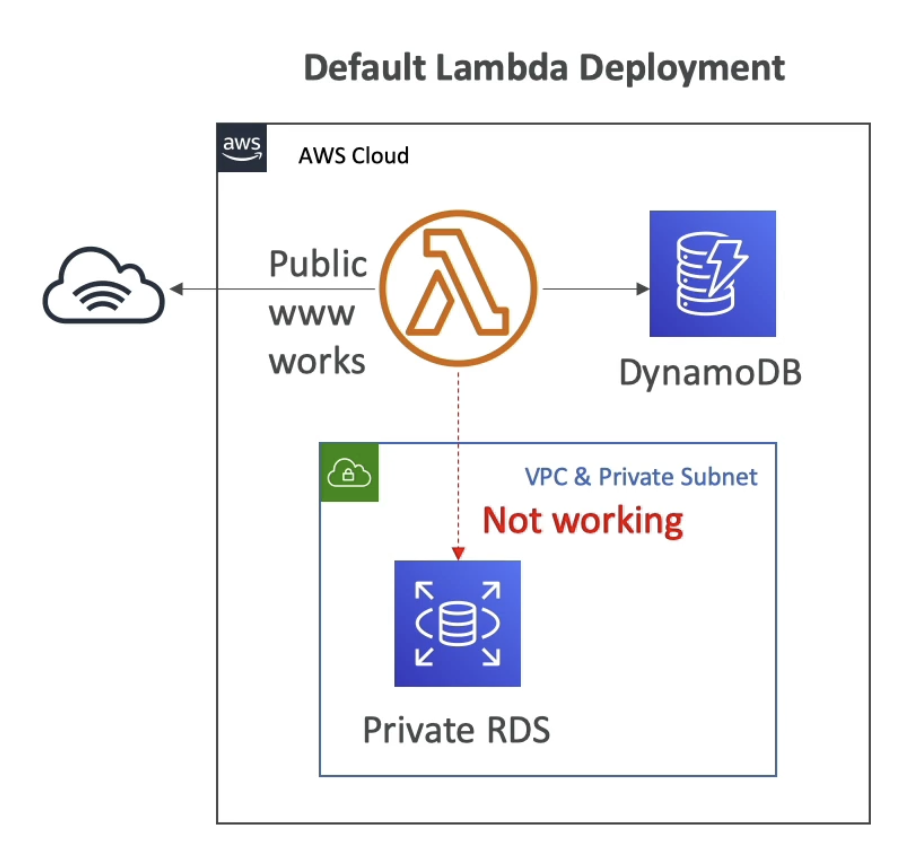 Default Lambda Deployment
aws
AWS Cloud
Public
www
works
DynamoDB
VPC & Private Subnet
Not working
Private RDS